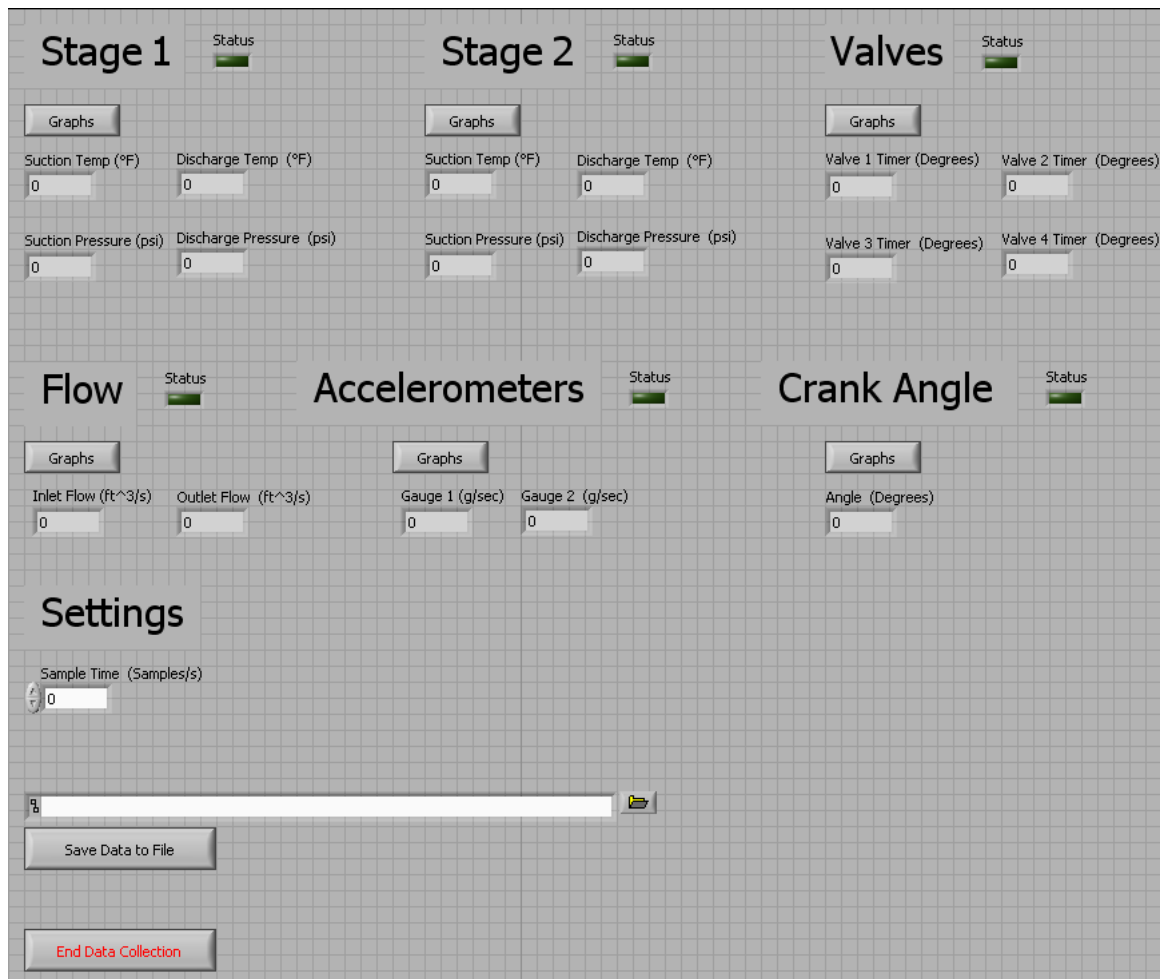 Stage 1
Status
Stage 2
Status
Valves
Status
Graphs
Graphs
Graphs
Suction Temp (°F)
Discharge Temp (°F)
Suction Temp (°F)
Discharge Temp (°F)
Valve 1 Timer (Degrees)
Valve 2 Timer (Degrees)
0
0
0
0
0
0
Suction Pressure (psi)
Discharge Pressure (psi)
Suction Pressure (psi)
Discharge Pressure (psi)
Valve 3 Timer (Degrees)
Valve 4 Timer (Degrees)
0
0
0
0
0
0
Flow
Status
Accelerometers
Status
Crank Angle
Status
Graphs
Graphs
Graphs
Inlet Flow (ft^3/s)
Outlet Flow (ft^3/s)
Gauge 1 (g/sec)
Gauge 2 (g/sec)
Angle (Degrees)
0
0
0
0
0
Settings
Sample Time (Samples/s)
0
Save Data to File
End Data Collection